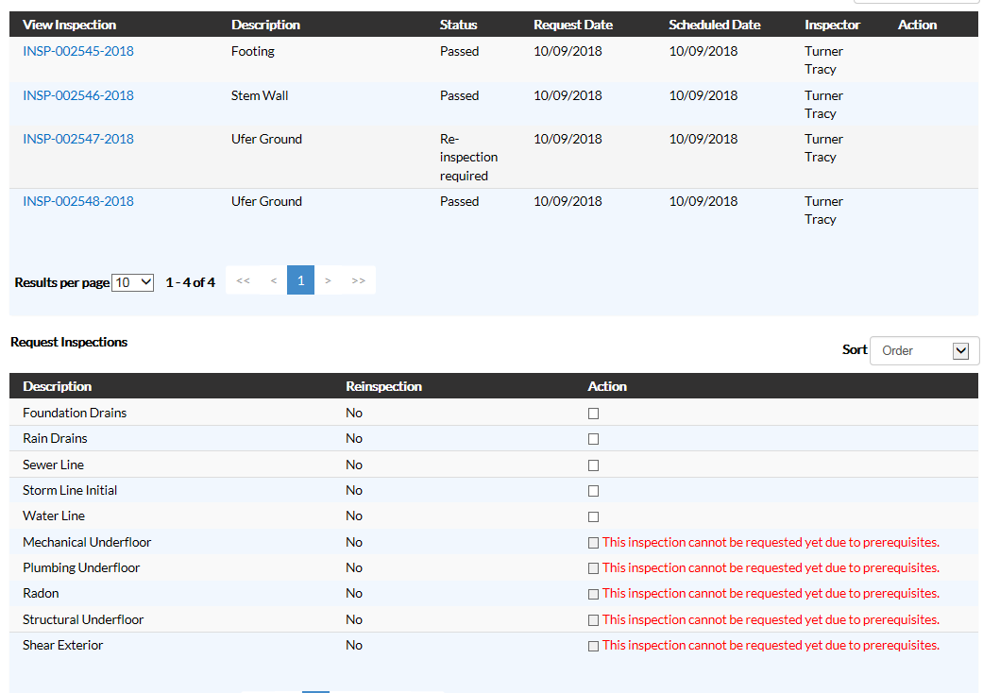 View Inspection Description Status Request Date Scheduled Date Inspector Action
INSP-002545-2018 Footing Passed 10/09/2018 10/09/2018 Turner
Tracy
INSP-002546-2018 Stem Wall Passed 10/09/2018 10/09/2018 Turner
Tracy
INSP-002547-2018 Ufer Ground Re- 10/09/2018 10/09/2018 Turner
inspection Tracy
required
INSP-002548-2018 Ufer Ground Passed 10/09/2018 10/09/2018 Turner
Tracy
Results per page 10 1 - 4 of 4 << < 1 > >>
Request Inspections
Sort Order
Description Reinspection Action
Foundation Drains No
Rain Drains No
Sewer Line No
Storm Line Initial No
Water Line No
Mechanical Underfloor No This inspection cannot be requested yet due to prerequisites.
Plumbing Underfloor No This inspection cannot be requested yet due to prerequisites.
Radon No This inspection cannot be requested yet due to prerequisites.
Structural Underfloor No This inspection cannot be requested yet due to prerequisites.
Shear Exterior No This inspection cannot be requested yet due to prerequisites.